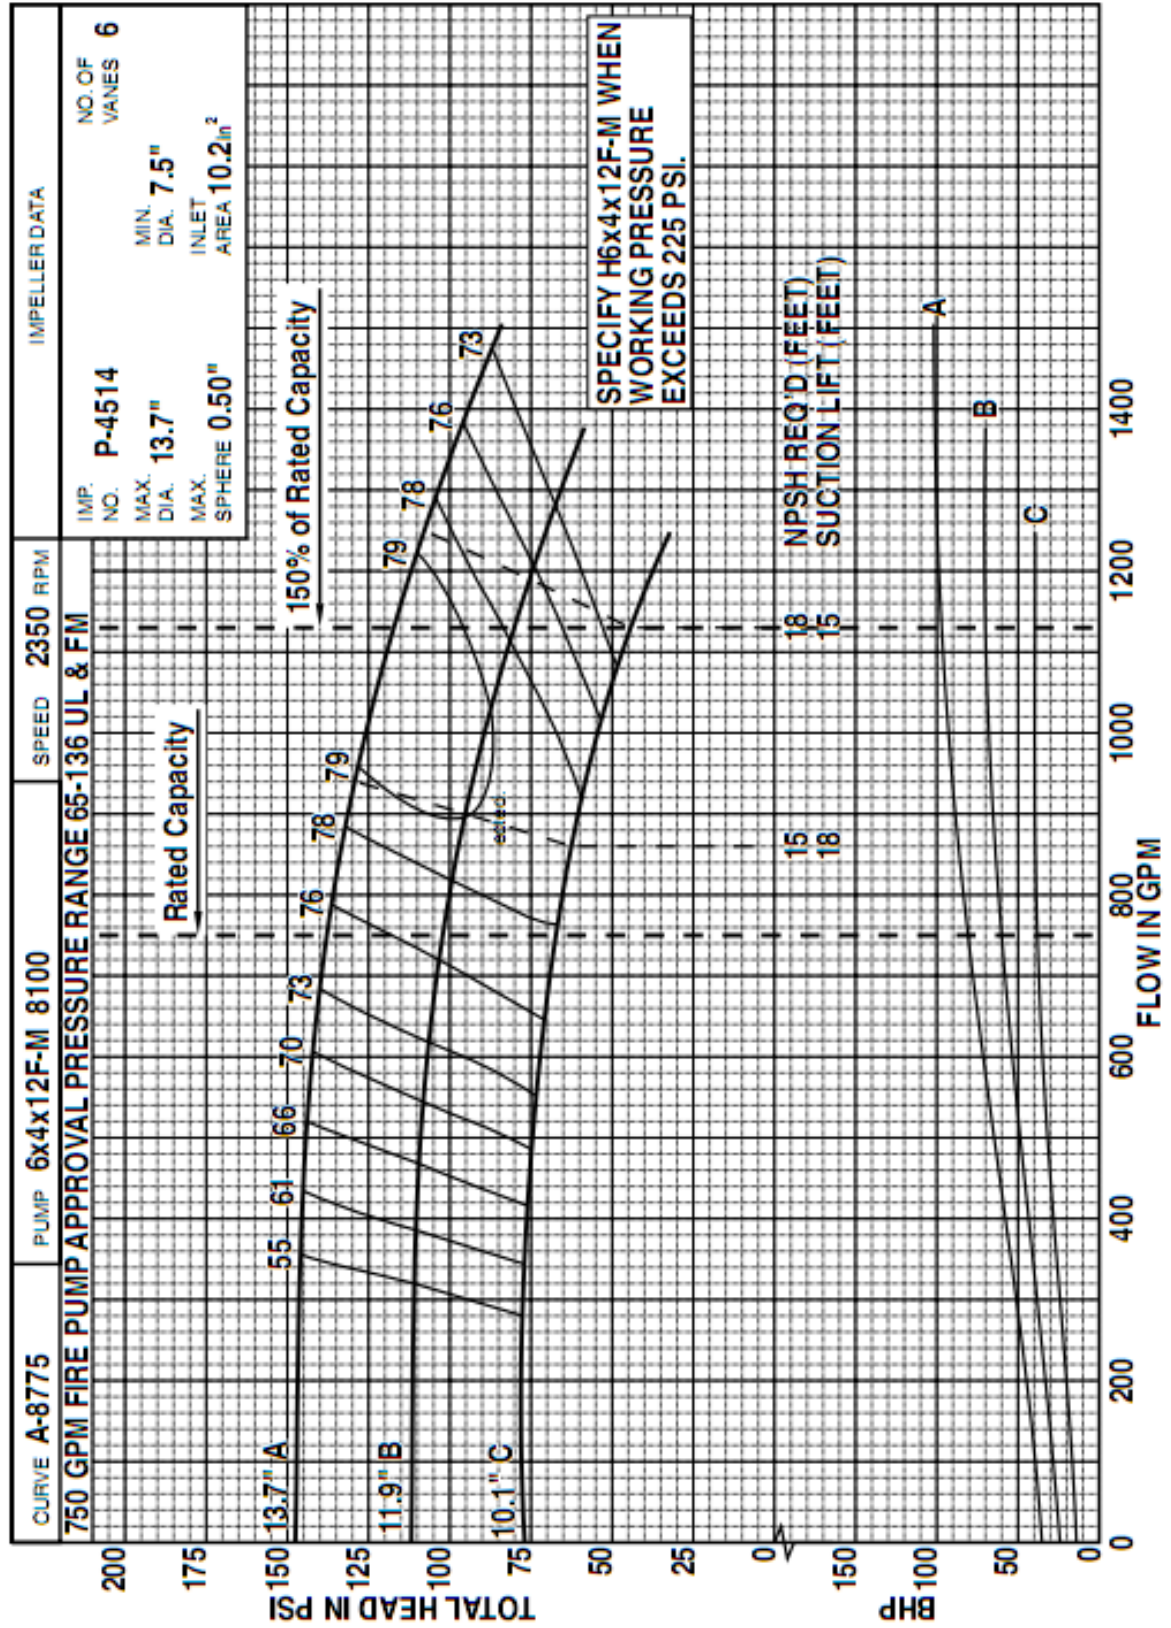 CURVE A-8775
PUMP 6x4x12F-M 8100
SPEED 2350 RPM
IMPELLER DATA
750 GPM FIRE PUMP APPROVAL PRESSURE RANGE 65-136 UL & FM
IMP. NO. P-4514
NO. OF VANES 6
MAX. DIA. 13.7"
MIN. DIA. 7.5"
MAX. SPHERE 0.50"
INLET AREA 10.2in²
Rated Capacity
150% of Rated Capacity
TOTAL HEAD IN PSI
200
175
150
125
100
75
50
25
0
13.7" A
11.9" B
10.1" C
55
61
66
70
73
76
78
79
79
78
76
73
SPECIFY H6x4x12F-M WHEN
WORKING PRESSURE
EXCEEDS 225 PSI.
15
18
18
15
NPSH REQ'D (FEET)
SUCTION LIFT (FEET)
BHP
150
100
50
0
A
B
C
0
200
400
600
800
1000
1200
1400
FLOW IN GPM